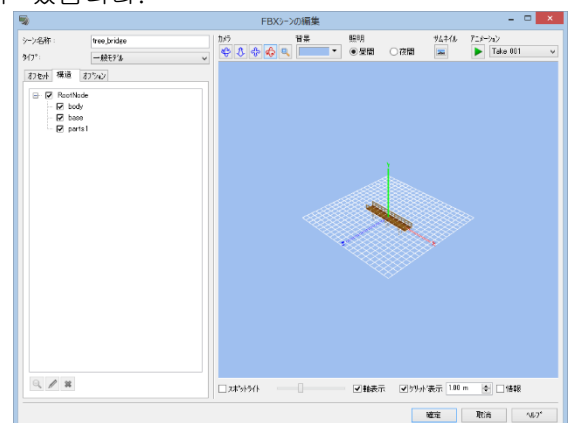 FBXシーンの編集
シーン名称： tree_bridee
タイプ： 一般モデル
オフセット 構造 オプション
RootNode
body
base
parts1
カメラ 背景 照明 サムネイル アニメーション
昼間 夜間 Take 001
スポットライト 軸表示 グリッド表示 1.00 m 情報
確定 取消 ヘルプ